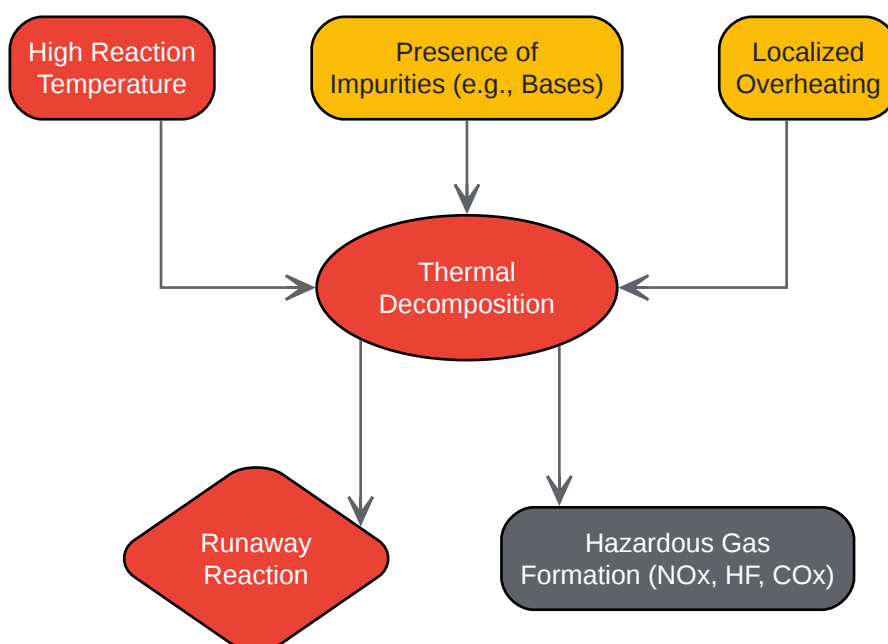 High Reaction
Temperature
Presence of
Impurities (e.g., Bases)
Localized
Overheating
Thermal
Decomposition
Runaway
Reaction
Hazardous Gas
Formation (NOx, HF, COx)